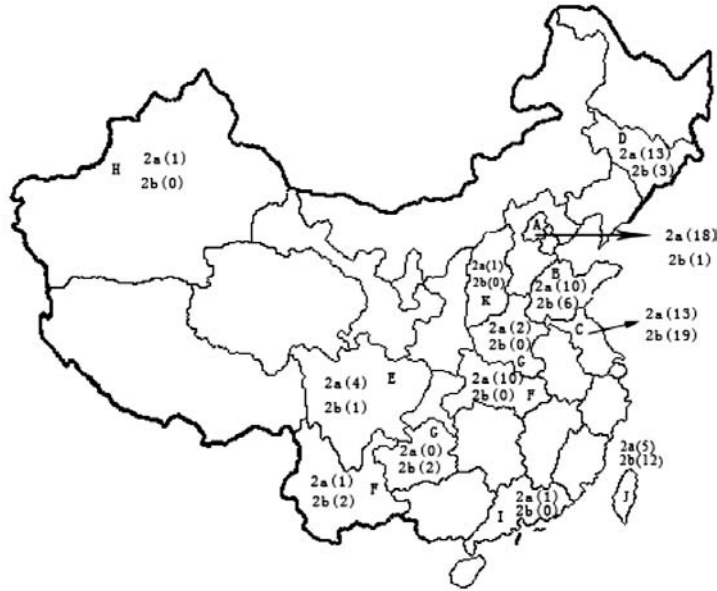 D
2a(13)
2b(3)
H
2a(1)
2b(0)
A
2a(18)
2b(1)
2a(1)
2b(0)
K
B
2a(10)
2b(6)
C
2a(13)
2b(19)
2a(2)
2b(0)
G
2a(4)
2b(1)
E
2a(10)
2b(0)
F
G
2a(0)
2b(2)
2a(1)
2b(2)
F
I
2a(1)
2b(0)
2a(5)
2b(12)
J